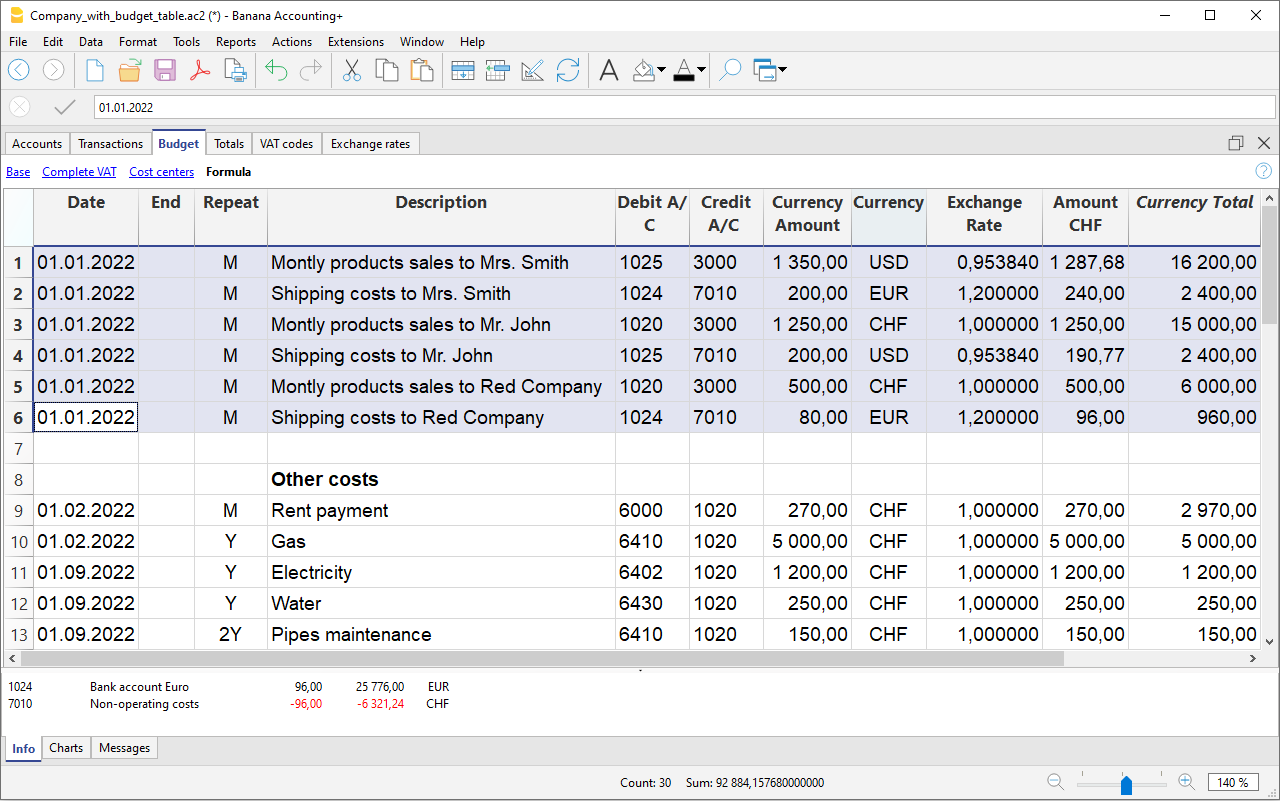 Company_with_budget_table.ac2 (*) - Banana Accounting+
File Edit Data Format Tools Reports Actions Extensions Window Help
01.01.2022
Accounts Transactions Budget Totals VAT codes Exchange rates
Base Complete VAT Cost centers Formula
Date End Repeat Description Debit A/C Credit A/C Currency Amount Currency Exchange Rate Amount CHF Currency Total
1 01.01.2022 M Montly products sales to Mrs. Smith 1025 3000 1 350,00 USD 0,953840 1 287,68 16 200,00
2 01.01.2022 M Shipping costs to Mrs. Smith 1024 7010 200,00 EUR 1,200000 240,00 2 400,00
3 01.01.2022 M Montly products sales to Mr. John 1020 3000 1 250,00 CHF 1,000000 1 250,00 15 000,00
4 01.01.2022 M Shipping costs to Mr. John 1025 7010 200,00 USD 0,953840 190,77 2 400,00
5 01.01.2022 M Montly products sales to Red Company 1020 3000 500,00 CHF 1,000000 500,00 6 000,00
6 01.01.2022 M Shipping costs to Red Company 1024 7010 80,00 EUR 1,200000 96,00 960,00
7
8 Other costs
9 01.02.2022 M Rent payment 6000 1020 270,00 CHF 1,000000 270,00 2 970,00
10 01.02.2022 Y Gas 6410 1020 5 000,00 CHF 1,000000 5 000,00 5 000,00
11 01.09.2022 Y Electricity 6402 1020 1 200,00 CHF 1,000000 1 200,00 1 200,00
12 01.09.2022 Y Water 6430 1020 250,00 CHF 1,000000 250,00 250,00
13 01.09.2022 2Y Pipes maintenance 6410 1020 150,00 CHF 1,000000 150,00 150,00
1024 Bank account Euro 96,00 25 776,00 EUR
7010 Non-operating costs -96,00 -6 321,24 CHF
Info Charts Messages
Count: 30 Sum: 92 884,157680000000 140 %